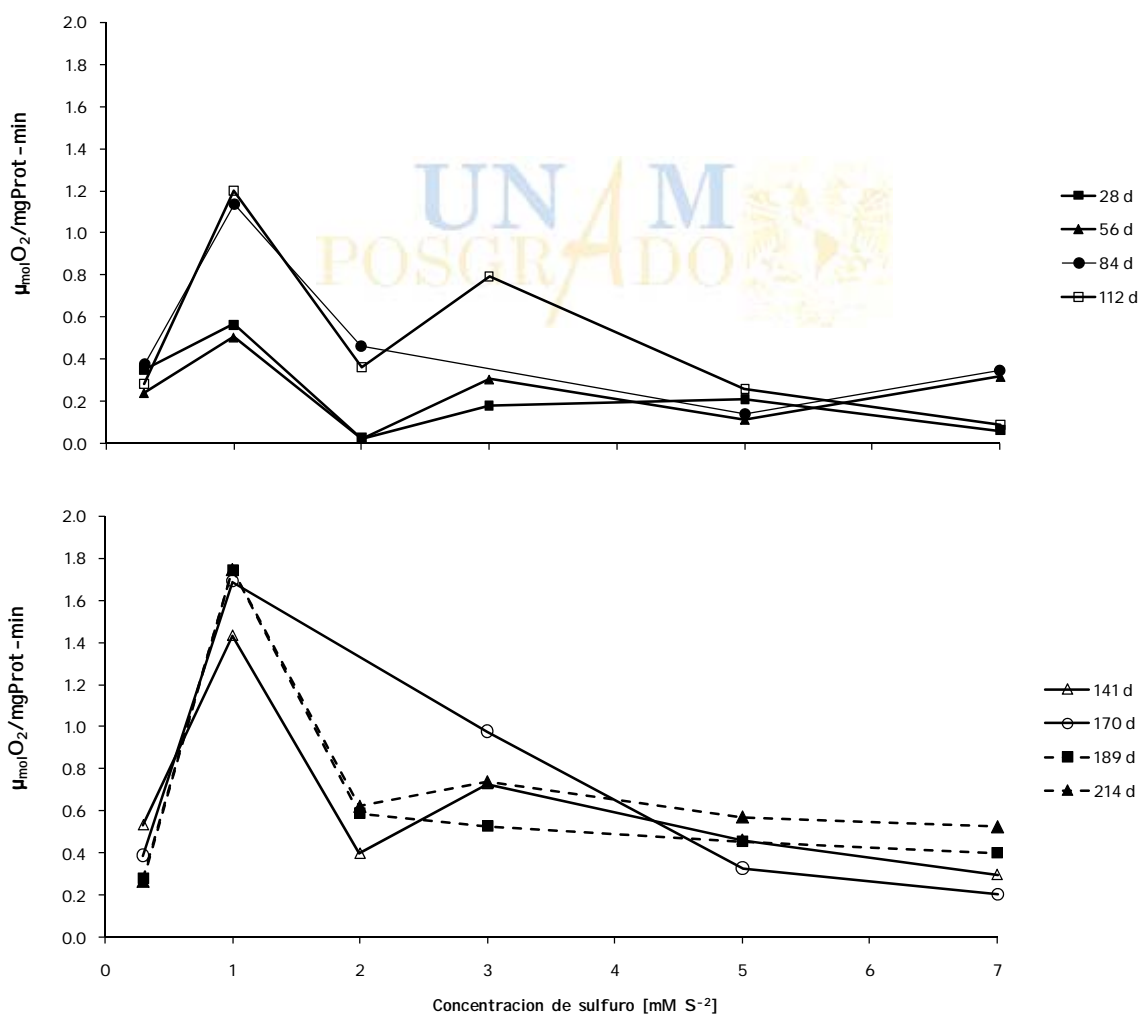 2.0
1.8
1.6
1.4
1.2
1.0
0.8
0.6
0.4
0.2
0.0
µmolO2/mgProt-min
UNAM
POSGRADO
28 d
56 d
84 d
112 d
2.0
1.8
1.6
1.4
1.2
1.0
0.8
0.6
0.4
0.2
0.0
µmolO2/mgProt-min
141 d
170 d
189 d
214 d
0 1 2 3 4 5 6 7
Concentracion de sulfuro [mM S-2]